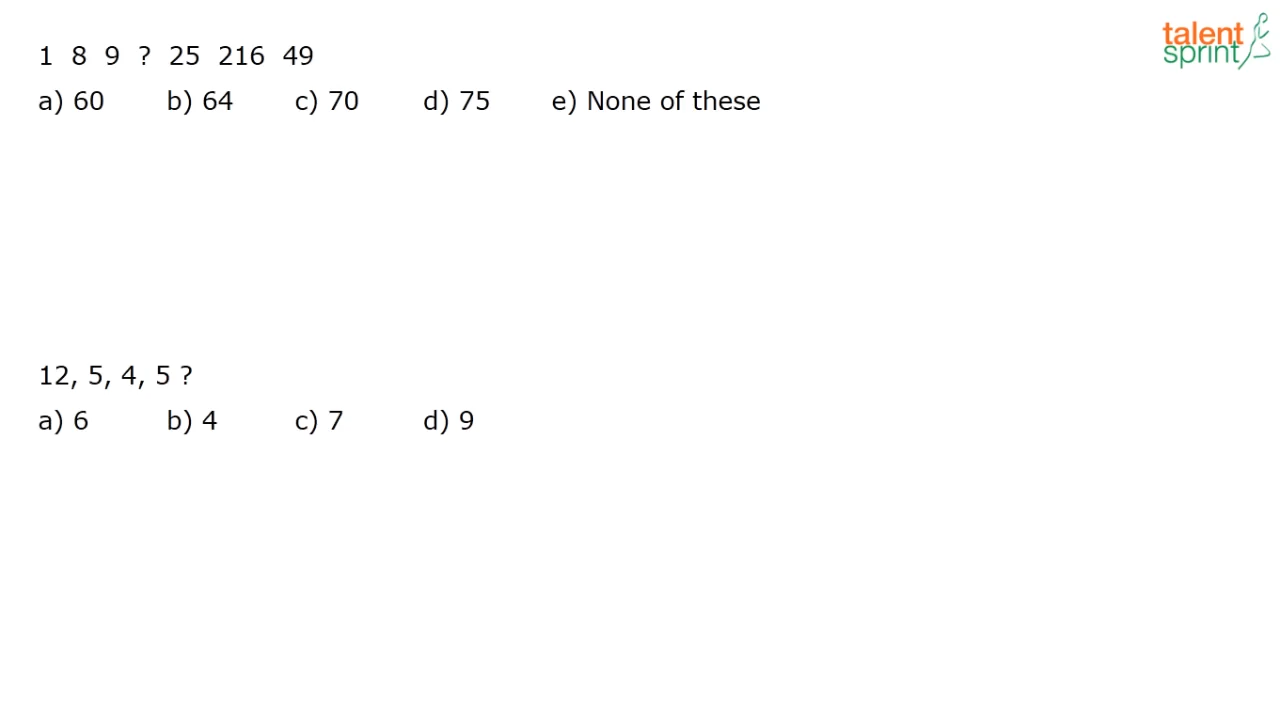 talent
sprint
1 8 9 ? 25 216 49
a) 60 b) 64 c) 70 d) 75 e) None of these
12, 5, 4, 5 ?
a) 6 b) 4 c) 7 d) 9